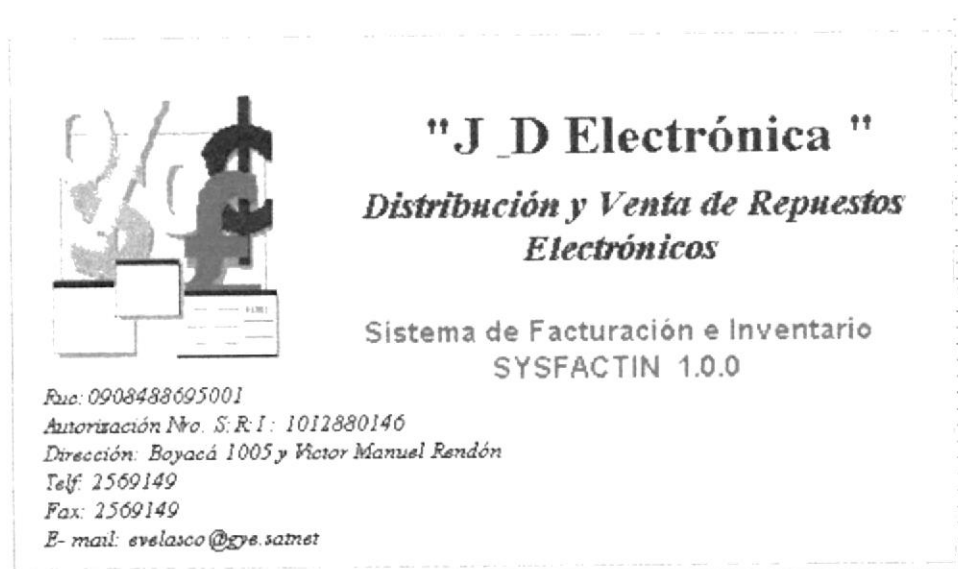 "J_D Electrónica "
Distribución y Venta de Repuestos
Electrónicos
Sistema de Facturación e Inventario
SYSFACTIN 1.0.0
Ruc: 0908488695001
Autorización Nro. S:R:I : 1012880146
Dirección: Boyacá 1005 y Victor Manuel Rendón
Telf: 2569149
Fax: 2569149
E- mail: evelasco@gye.satnet